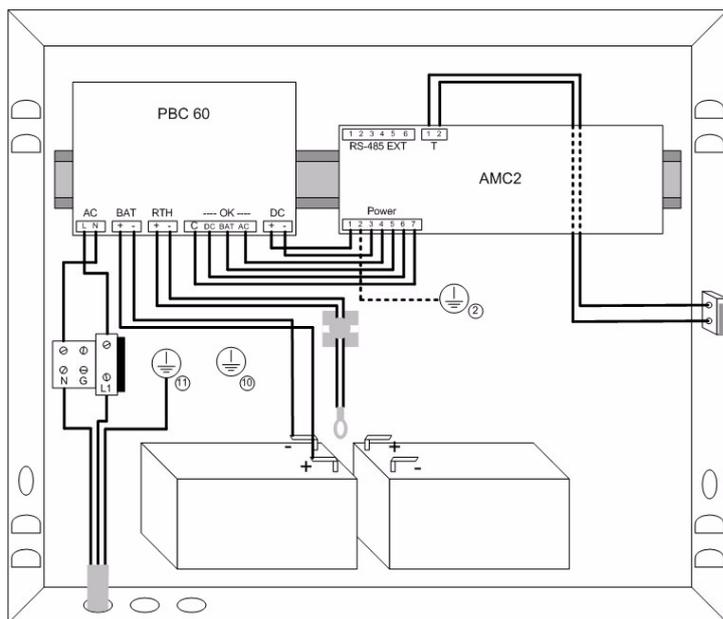 PBC 60
1 2 3 4 5 6
1 2
RS-485 EXT
T
AMC2
AC
BAT
RTH
---- OK ----
DC
Power
L N
+ -
+ -
C DC BAT AC
+ -
1 2 3 4 5 6 7
2
N
G
L1
11
10
-
+
+
-